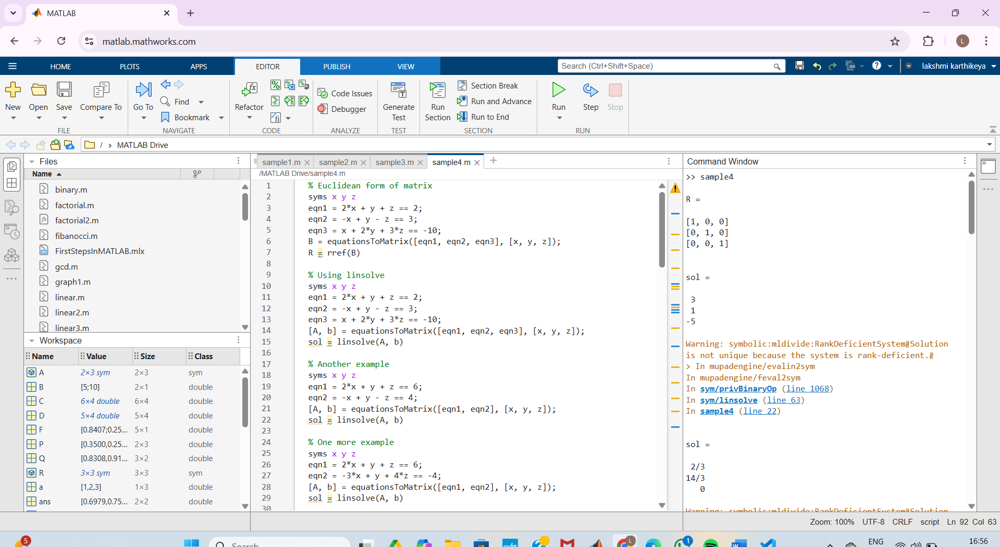 MATLAB
matlab.mathworks.com
L
HOME PLOTS APPS EDITOR PUBLISH VIEW
Search (Ctrl+Shift+Space)
lakshmi karthikeya
New Open Save Compare To
FILE
Go To Find Bookmark
NAVIGATE
Refactor
CODE
Code Issues
Debugger
ANALYZE
Generate Test
TEST
Run Section
Section Break
Run and Advance
Run to End
SECTION
Run Step Stop
RUN
/ › MATLAB Drive
Files
Name
binary.m
factorial.m
factorial2.m
fibanocci.m
FirstStepsInMATLAB.mlx
gcd.m
graph1.m
linear.m
linear2.m
linear3.m
Workspace
Name Value Size Class
A 2×3 sym 2×3 sym
B [5;10] 2×1 double
C 6×4 double 6×4 double
D 5×4 double 5×4 double
F [0.8407;0.25... 5×1 double
P [0.3500,0.25... 2×3 double
Q [0.8308,0.91... 3×2 double
R 3×3 sym 3×3 sym
a [1,2,3] 1×3 double
ans [0.6979,0.75... 2×2 double
sample1.m sample2.m sample3.m sample4.m
/MATLAB Drive/sample4.m
1 % Euclidean form of matrix
2 syms x y z
3 eqn1 = 2*x + y + z == 2;
4 eqn2 = -x + y - z == 3;
5 eqn3 = x + 2*y + 3*z == -10;
6 B = equationsToMatrix([eqn1, eqn2, eqn3], [x, y, z]);
7 R = rref(B)
8
9 % Using linsolve
10 syms x y z
11 eqn1 = 2*x + y + z == 2;
12 eqn2 = -x + y - z == 3;
13 eqn3 = x + 2*y + 3*z == -10;
14 [A, b] = equationsToMatrix([eqn1, eqn2, eqn3], [x, y, z]);
15 sol = linsolve(A, b)
16
17 % Another example
18 syms x y z
19 eqn1 = 2*x + y + z == 6;
20 eqn2 = -x + y - z == 4;
21 [A, b] = equationsToMatrix([eqn1, eqn2], [x, y, z]);
22 sol = linsolve(A, b)
23
24 % One more example
25 syms x y z
26 eqn1 = 2*x + y + z == 6;
27 eqn2 = -3*x + y + 4*z == -4;
28 [A, b] = equationsToMatrix([eqn1, eqn2], [x, y, z]);
29 sol = linsolve(A, b)
30
Command Window
>> sample4
R =
[1, 0, 0]
[0, 1, 0]
[0, 0, 1]
sol =
3
1
-5
Warning: symbolic:mldivide:RankDeficientSystem Solution
is not unique because the system is rank-deficient.
> In mupadengine/evalin2sym
In mupadengine/feval2sym
In sym/privBinaryOp (line 1068)
In sym/linsolve (line 63)
In sample4 (line 22)
sol =
2/3
14/3
0
Warning: symbolic:mldivide:RankDeficientSystem Solution
Zoom: 100% UTF-8 CRLF script Ln 92 Col 63
5
Search
1
ENG
16:56